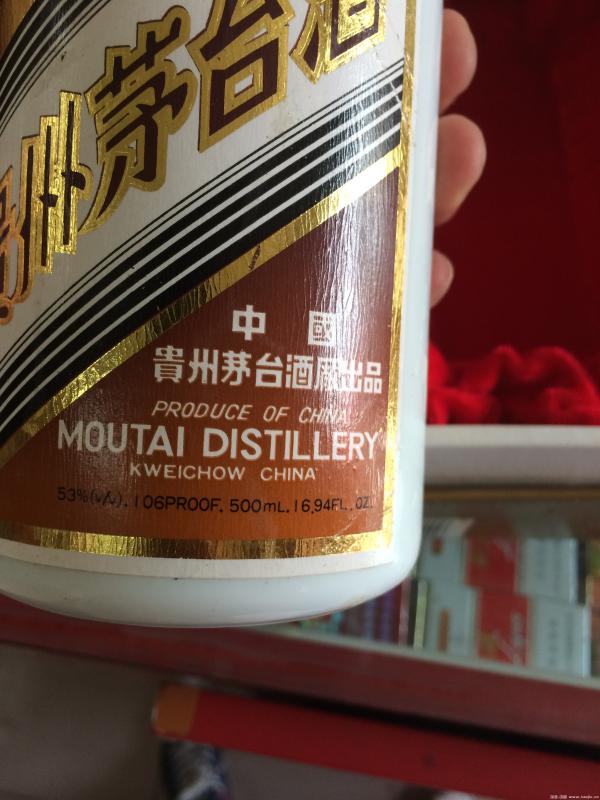 州茅台酒
中國
貴州茅台酒廠出品
PRODUCE OF CHINA
MOUTAI DISTILLERY
KWEICHOW CHINA
53%(v/v). 106PROOF. 500mL. 16.94FL. OZ.